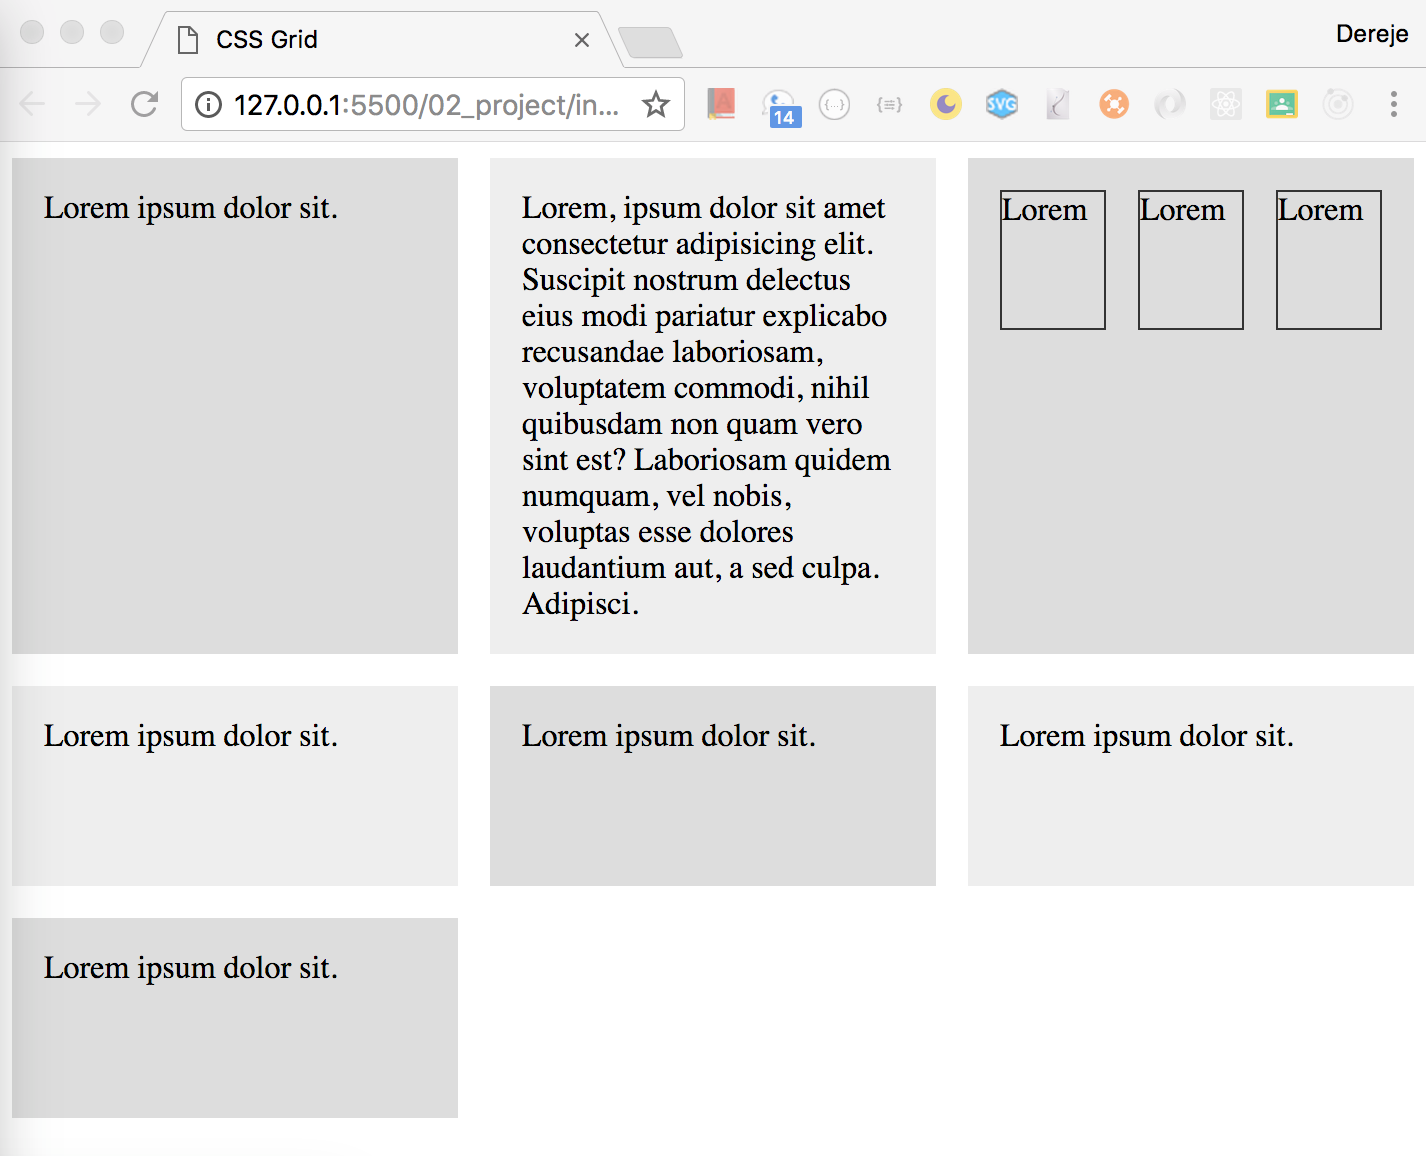 CSS Grid
Dereje
127.0.0.1:5500/02_project/in...
14
{...}
{≡}
SVG
Lorem ipsum dolor sit.
Lorem, ipsum dolor sit amet
consectetur adipisicing elit.
Suscipit nostrum delectus
eius modi pariatur explicabo
recusandae laboriosam,
voluptatem commodi, nihil
quibusdam non quam vero
sint est? Laboriosam quidem
numquam, vel nobis,
voluptas esse dolores
laudantium aut, a sed culpa.
Adipisci.
Lorem
Lorem
Lorem
Lorem ipsum dolor sit.
Lorem ipsum dolor sit.
Lorem ipsum dolor sit.
Lorem ipsum dolor sit.